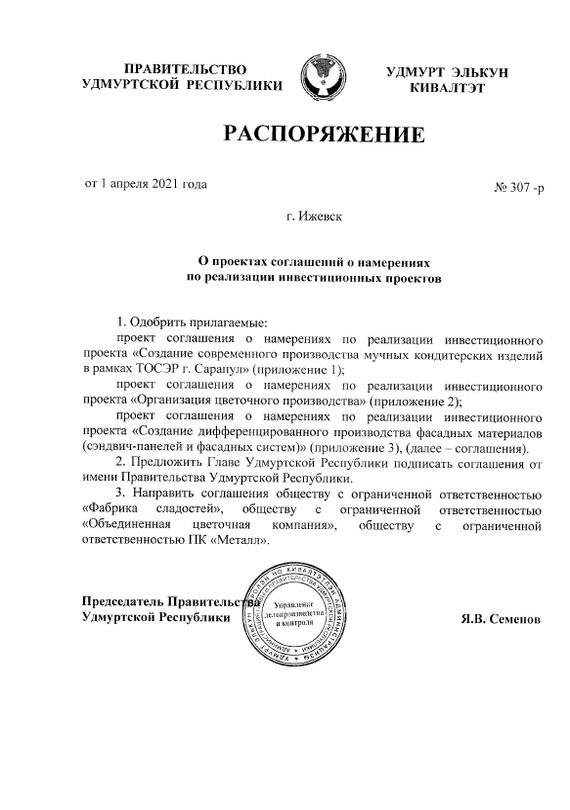 ПРАВИТЕЛЬСТВО
УДМУРТСКОЙ РЕСПУБЛИКИ
УДМУРТ ЭЛЬКУН
КИВАЛТЭТ
РАСПОРЯЖЕНИЕ
от 1 апреля 2021 года
№ 307 -р
г. Ижевск
О проектах соглашений о намерениях
по реализации инвестиционных проектов
1. Одобрить прилагаемые:
проект соглашения о намерениях по реализации инвестиционного
проекта «Создание современного производства мучных кондитерских изделий
в рамках ТОСЭР г. Сарапул» (приложение 1);
проект соглашения о намерениях по реализации инвестиционного
проекта «Организация цветочного производства» (приложение 2);
проект соглашения о намерениях по реализации инвестиционного
проекта «Создание дифференцированного производства фасадных материалов
(сэндвич-панелей и фасадных систем)» (приложение 3), (далее – соглашения).
2. Предложить Главе Удмуртской Республики подписать соглашения от
имени Правительства Удмуртской Республики.
3. Направить соглашения обществу с ограниченной ответственностью
«Фабрика сладостей», обществу с ограниченной ответственностью
«Объединенная цветочная компания», обществу с ограниченной
ответственностью ПК «Металл».
Председатель Правительства
Удмуртской Республики
Я.В. Семенов
Управление
делопроизводства
и контроля